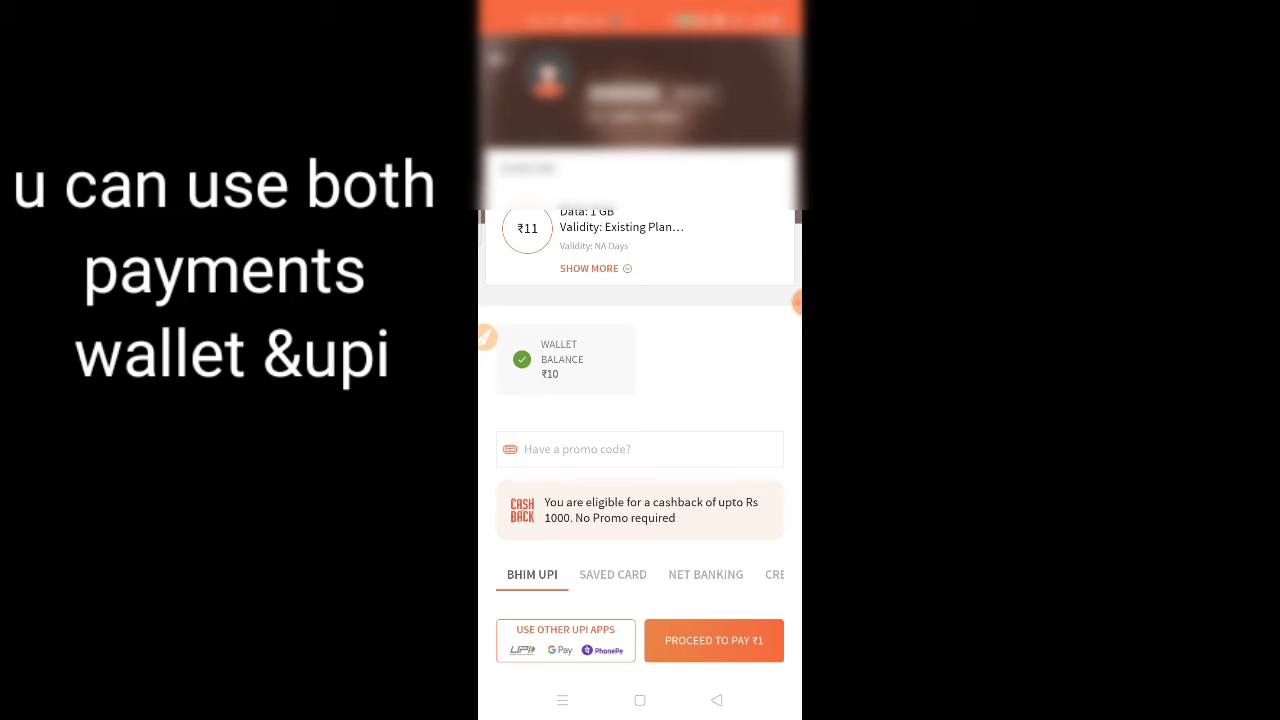 u can use both
payments
wallet &upi
Data: 1 GB
₹11
Validity: Existing Plan...
Validity: NA Days
SHOW MORE
WALLET
BALANCE
₹10
Have a promo code?
CASH
BACK
You are eligible for a cashback of upto Rs
1000. No Promo required
BHIM UPI SAVED CARD NET BANKING CRE
USE OTHER UPI APPS
UPI G Pay PhonePe
PROCEED TO PAY ₹1